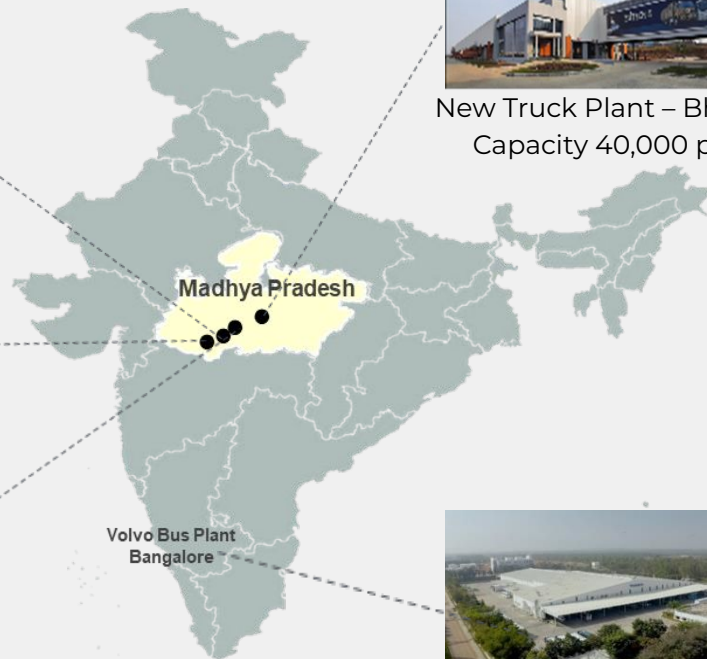 New Truck Plant – Bh
Capacity 40,000 p
Madhya Pradesh
Volvo Bus Plant
Bangalore